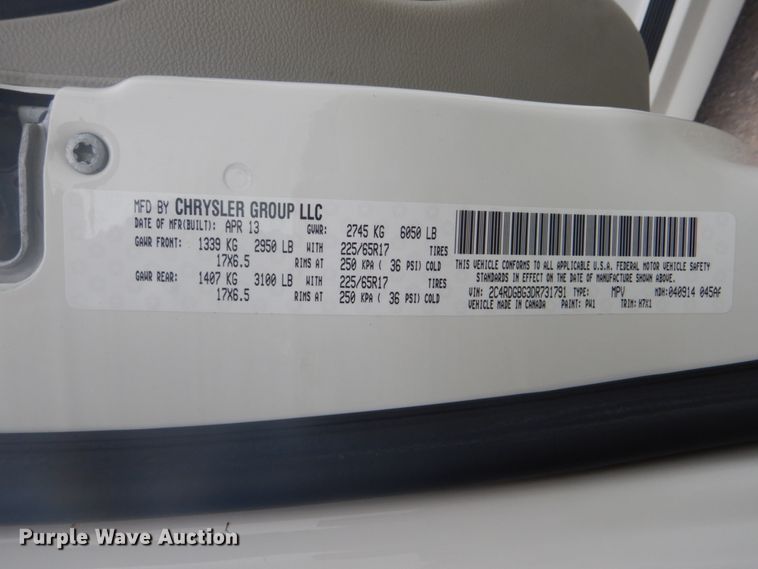 MFD BY CHRYSLER GROUP LLC
DATE OF MFR(BUILT): APR 13 GVWR: 2745 KG 6050 LB
GAWR FRONT: 1339 KG 2950 LB WITH 225/65R17 TIRES
17X6.5 RIMS AT 250 KPA ( 36 PSI) COLD
GAWR REAR: 1407 KG 3100 LB WITH 225/65R17 TIRES
17X6.5 RIMS AT 250 KPA ( 36 PSI) COLD
THIS VEHICLE CONFORMS TO ALL APPLICABLE U.S.A. FEDERAL MOTOR VEHICLE SAFETY
STANDARDS IN EFFECT ON THE DATE OF MANUFACTURE SHOWN ABOVE.
VIN: 2C4RDGBG3DR731791 TYPE: MPV MDH:040914 045AF
VEHICLE MADE IN CANADA PAINT: PW1 TRIM: H7X1
Purple Wave Auction